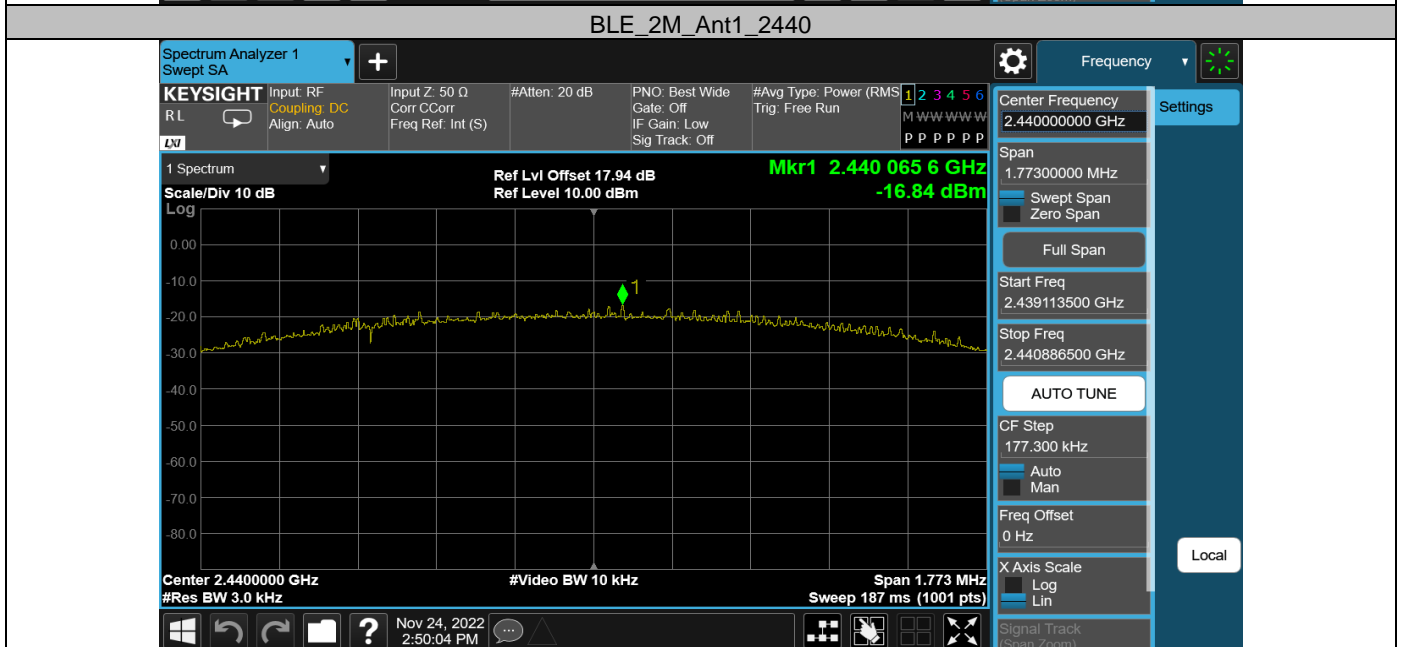 (Span Zoom)
BLE_2M_Ant1_2440
Spectrum Analyzer 1
Swept SA
Frequency
KEYSIGHT
RL
LXI
Input: RF
Coupling: DC
Align: Auto
Input Z: 50 Ω
Corr CCorr
Freq Ref: Int (S)
#Atten: 20 dB
PNO: Best Wide
Gate: Off
IF Gain: Low
Sig Track: Off
#Avg Type: Power (RMS
Trig: Free Run
1 2 3 4 5 6
M W W W W W
P P P P P P
1 Spectrum
Scale/Div 10 dB
Log
Ref Lvl Offset 17.94 dB
Ref Level 10.00 dBm
Mkr1 2.440 065 6 GHz
-16.84 dBm
0.00
-10.0
1
-20.0
-30.0
-40.0
-50.0
-60.0
-70.0
-80.0
Center 2.4400000 GHz
#Video BW 10 kHz
Span 1.773 MHz
#Res BW 3.0 kHz
Sweep 187 ms (1001 pts)
Center Frequency
2.440000000 GHz
Settings
Span
1.77300000 MHz
Swept Span
Zero Span
Full Span
Start Freq
2.439113500 GHz
Stop Freq
2.440886500 GHz
AUTO TUNE
CF Step
177.300 kHz
Auto
Man
Freq Offset
0 Hz
Local
X Axis Scale
Log
Lin
Signal Track
(Span Zoom)
?
Nov 24, 2022
2:50:04 PM